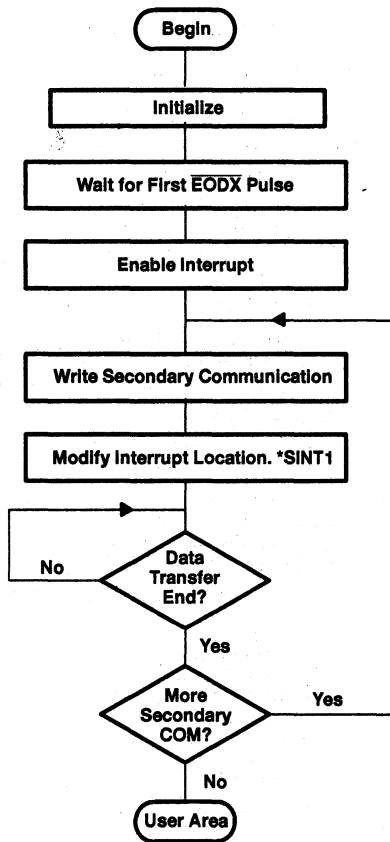 Begin
Initialize
Wait for First EODX Pulse
Enable Interrupt
Write Secondary Communication
Modify Interrupt Location. *SINT1
Data
Transfer
End?
No
Yes
More
Secondary
COM?
Yes
No
User Area